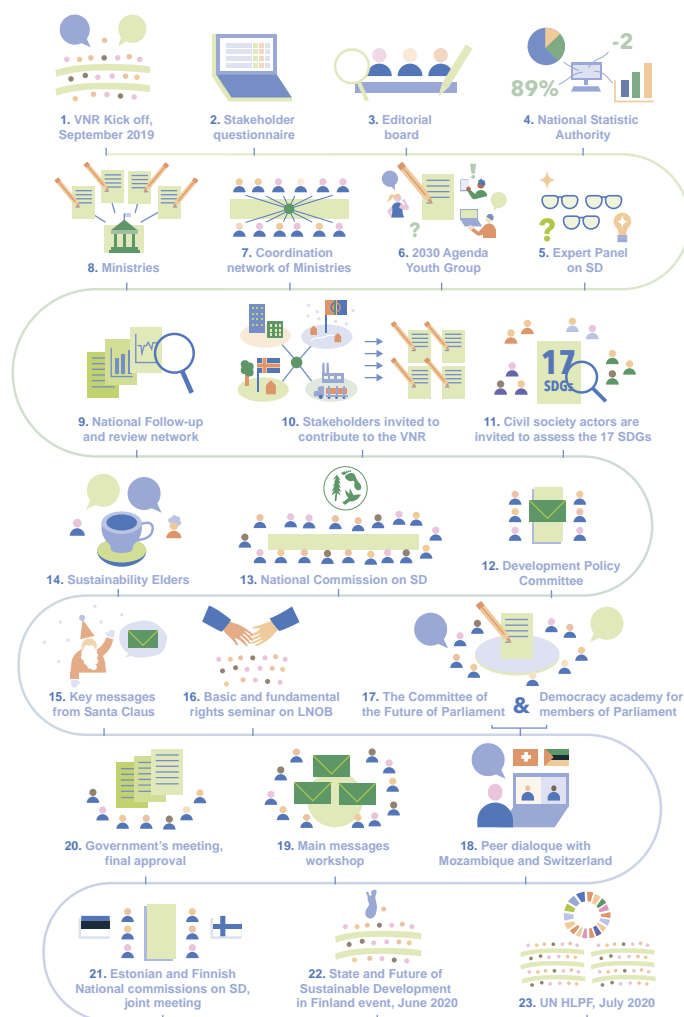 1. VNR Kick off,
September 2019
2. Stakeholder
questionnaire
3. Editorial
board
89%
-2
4. National Statistic
Authority
8. Ministries
7. Coordination
network of Ministries
?
!
6. 2030 Agenda
Youth Group
?
5. Expert Panel
on SD
9. National Follow-up
and review network
10. Stakeholders invited to
contribute to the VNR
17
SDGs
11. Civil society actors are
invited to assess the 17 SDGs
14. Sustainability Elders
13. National Commission on SD
12. Development Policy
Committee
15. Key messages
from Santa Claus
16. Basic and fundamental
rights seminar on LNOB
17. The Committee of
the Future of Parliament
&
Democracy academy for
members of Parliament
20. Government's meeting,
final approval
19. Main messages
workshop
18. Peer dialoque with
Mozambique and Switzerland
21. Estonian and Finnish
National commissions on SD,
joint meeting
22. State and Future of
Sustainable Development
in Finland event, June 2020
23. UN HLPF, July 2020